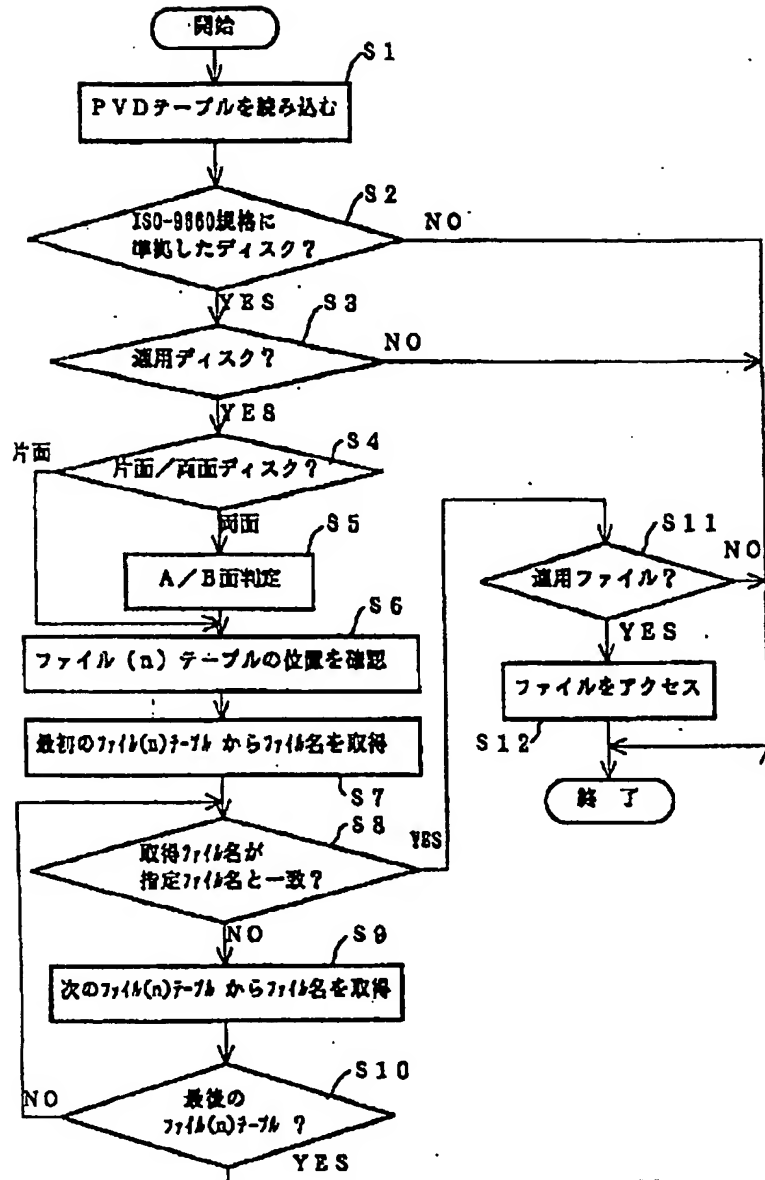 開始
S1
PVDテーブルを読み込む
S2
ISO-9660規格に
準拠したディスク?
NO
YES
S3
適用ディスク?
NO
YES
S4
片面
片面/両面ディスク?
両面
S5
A/B面判定
S6
ファイル(n)テーブルの位置を確認
最初のファイル(n)テーブル からファイル名を取得
S7
S8
取得ファイル名が
指定ファイル名と一致?
YES
NO
S9
次のファイル(n)テーブル からファイル名を取得
S10
最後の
ファイル(n)テーブル ?
NO
YES
S11
適用ファイル?
NO
YES
ファイルをアクセス
S12
終 了